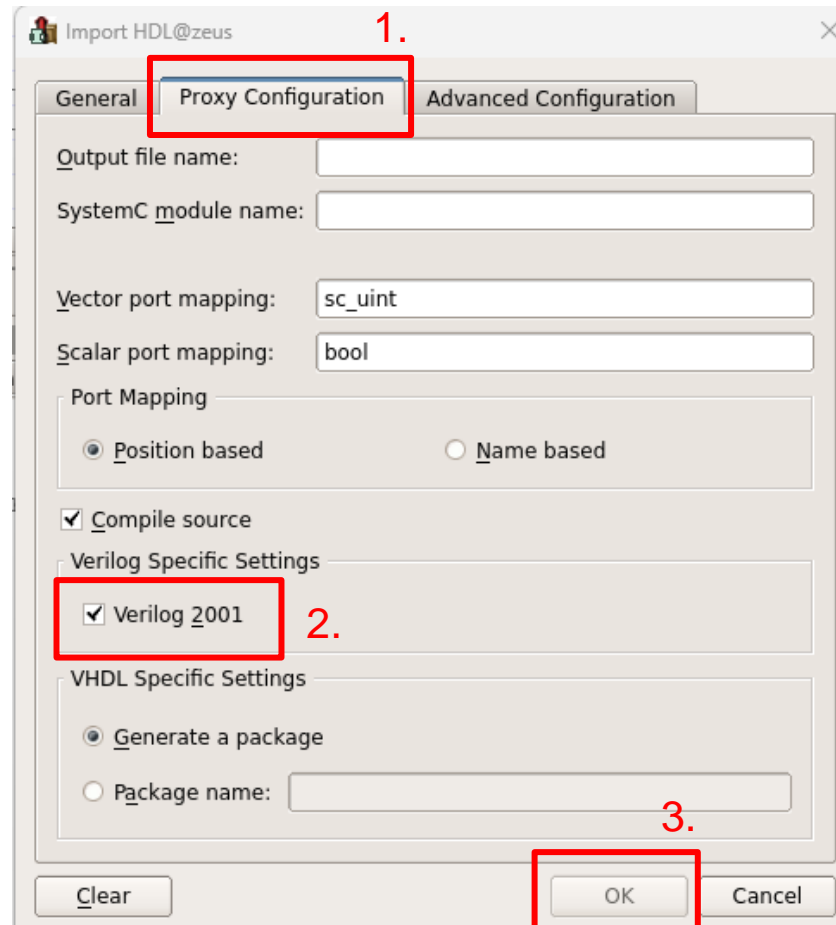 Import HDL@zeus
1.
General Proxy Configuration Advanced Configuration
Output file name:
SystemC module name:
Vector port mapping: sc_uint
Scalar port mapping: bool
Port Mapping
Position based Name based
Compile source
Verilog Specific Settings
Verilog 2001
2.
VHDL Specific Settings
Generate a package
Package name:
3.
Clear OK Cancel